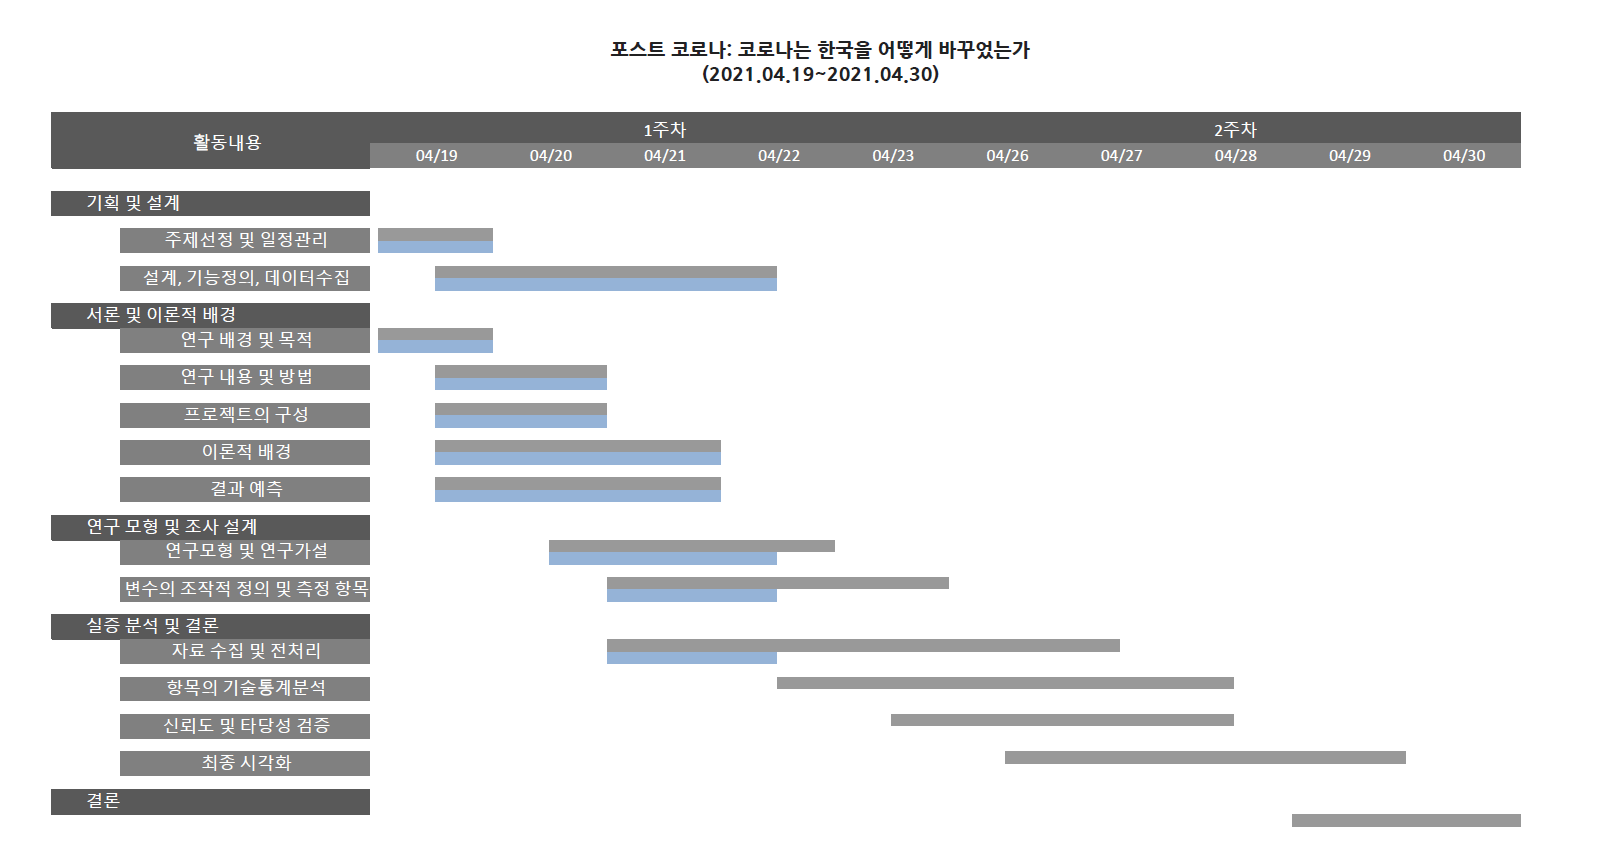 포스트 코로나: 코로나는 한국을 어떻게 바꾸었는가
(2021.04.19~2021.04.30)
활동내용
1주차
2주차
04/19 04/20 04/21 04/22 04/23 04/26 04/27 04/28 04/29 04/30
기획 및 설계
주제선정 및 일정관리
설계, 기능정의, 데이터수집
서론 및 이론적 배경
연구 배경 및 목적
연구 내용 및 방법
프로젝트의 구성
이론적 배경
결과 예측
연구 모형 및 조사 설계
연구모형 및 연구가설
변수의 조작적 정의 및 측정 항목
실증 분석 및 결론
자료 수집 및 전처리
항목의 기술통계분석
신뢰도 및 타당성 검증
최종 시각화
결론